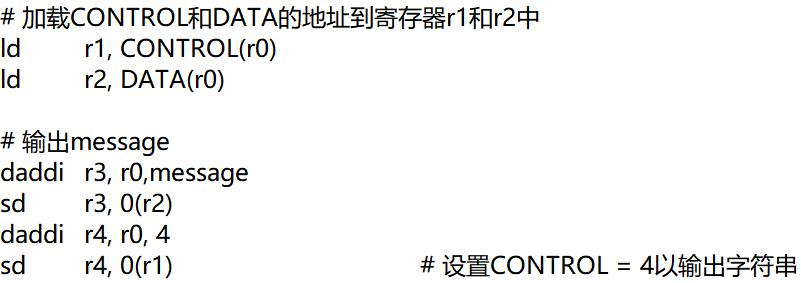 # 加载CONTROL和DATA的地址到寄存器r1和r2中
ld r1, CONTROL(r0)
ld r2, DATA(r0)
# 输出message
daddi r3, r0,message
sd r3, 0(r2)
daddi r4, r0, 4
sd r4, 0(r1) # 设置CONTROL = 4以输出字符串